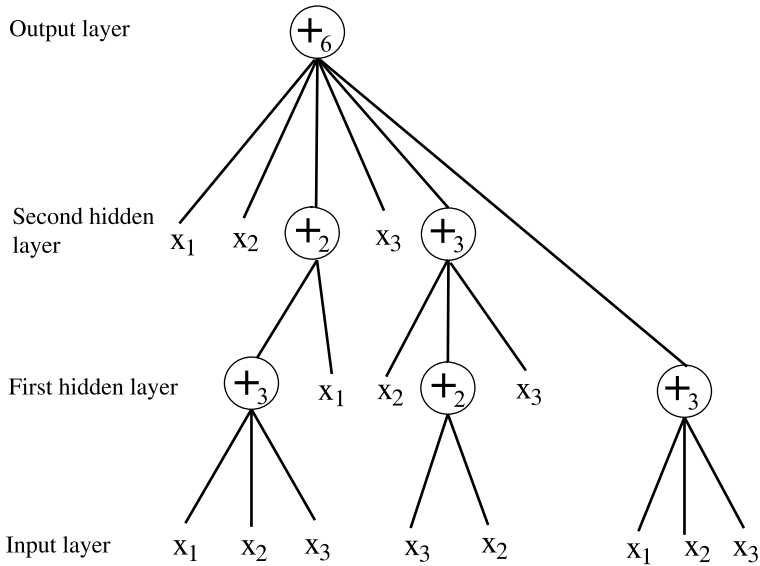 Output layer +₆
Second hidden
layer x₁ x₂ +₂ x₃ +₃
First hidden layer +₃ x₁ x₂ +₂ x₃ +₃
Input layer x₁ x₂ x₃ x₃ x₂ x₁ x₂ x₃